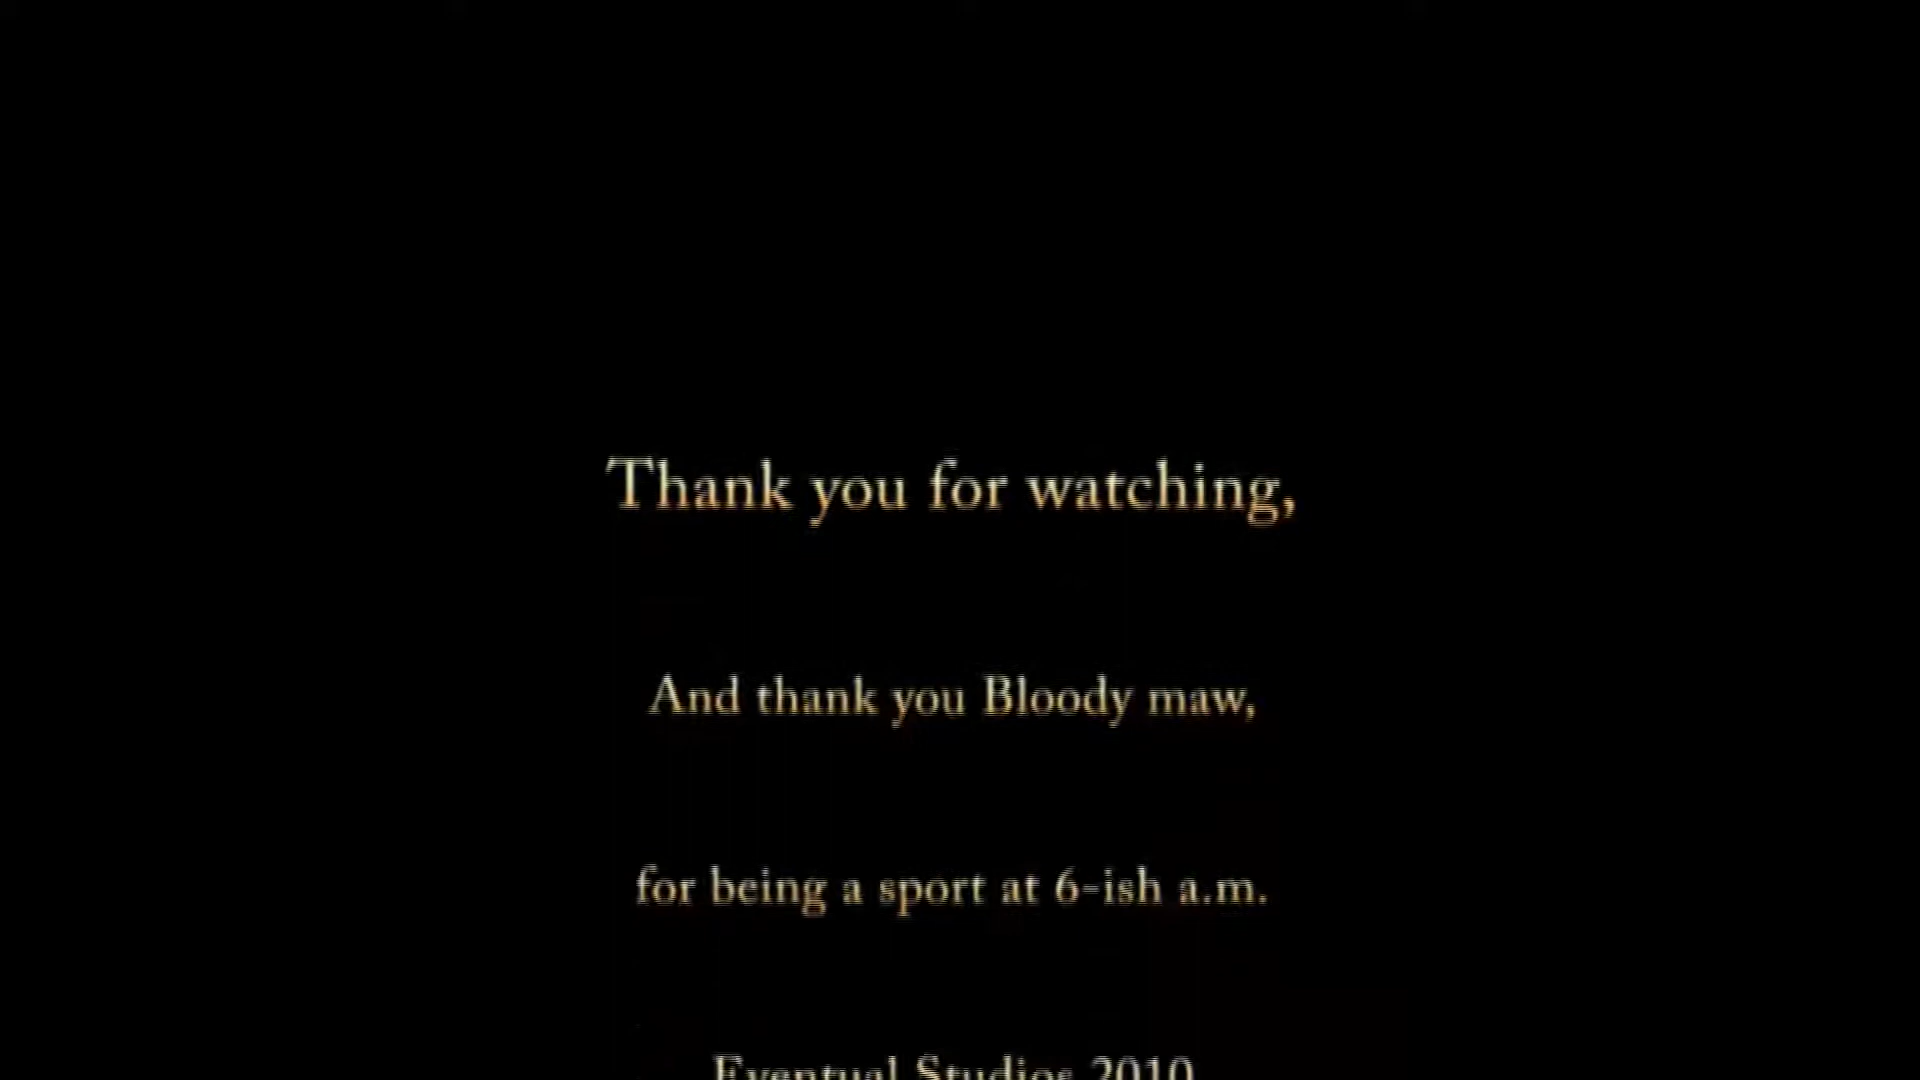 Thank you for watching,
And thank you Bloody maw,
for being a sport at 6-ish a.m.
Eventual Studios 2010